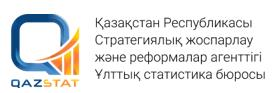 Қазақстан Республикасы
Стратегиялық жоспарлау
және реформалар агенттігі
Ұлттық статистика бюросы
QAZSTAT